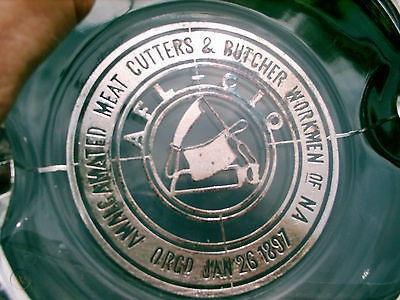 AMALGAMATED MEAT CUTTERS & BUTCHER WORKMEN OF NA
ORGD JAN 26 1897
AFL-CIO